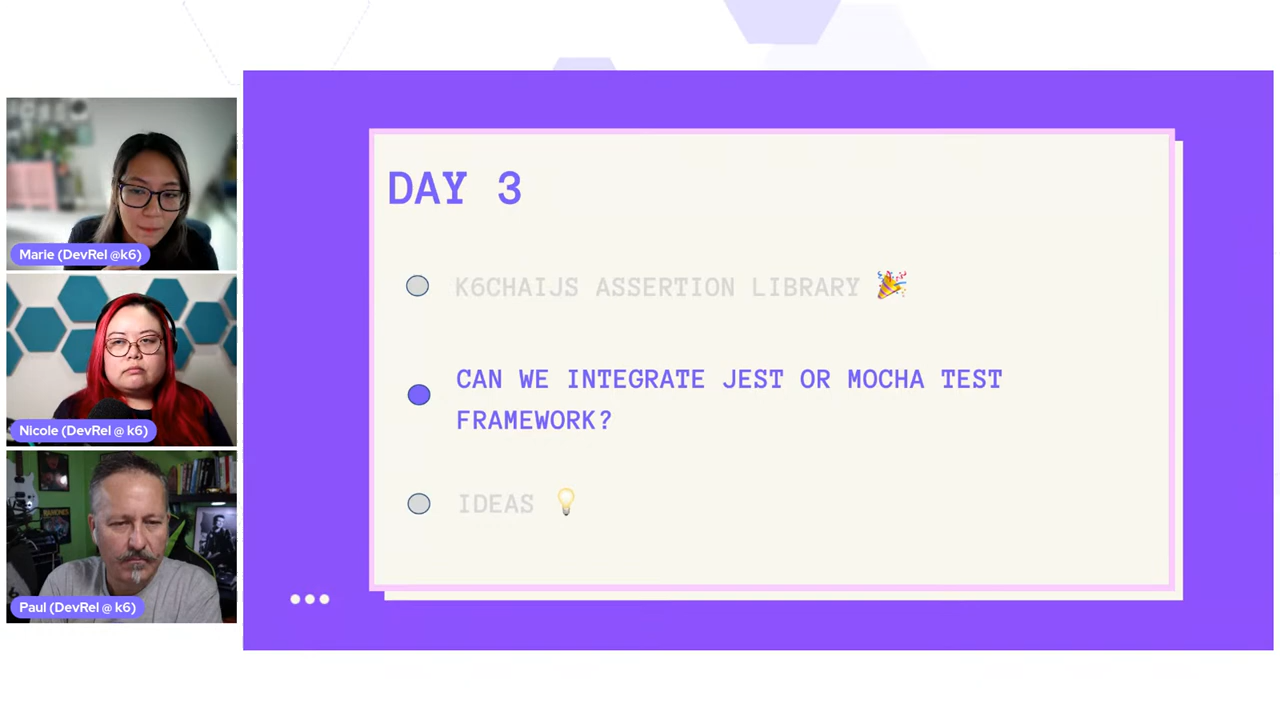 Marie (DevRel @k6)
Nicole (DevRel @ k6)
Paul (DevRel @ k6)
DAY 3
K6CHAIJS ASSERTION LIBRARY 🎉
CAN WE INTEGRATE JEST OR MOCHA TEST
FRAMEWORK?
IDEAS 💡